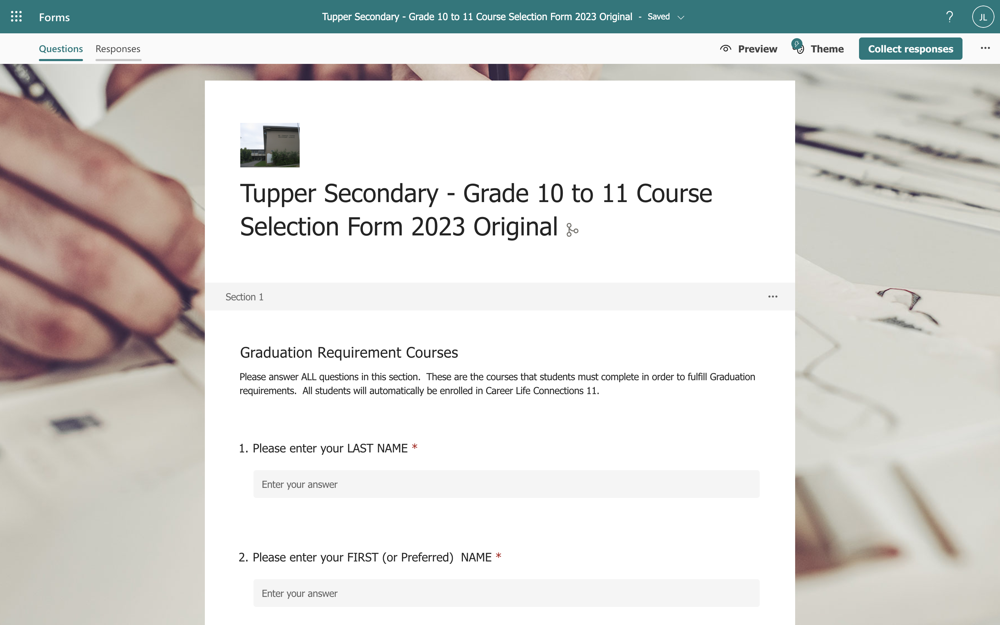 Forms
Tupper Secondary - Grade 10 to 11 Course Selection Form 2023 Original - Saved
? JL
Questions Responses
Preview Theme Collect responses
Tupper Secondary - Grade 10 to 11 Course
Selection Form 2023 Original
Section 1
Graduation Requirement Courses
Please answer ALL questions in this section.  These are the courses that students must complete in order to fulfill Graduation
requirements.  All students will automatically be enrolled in Career Life Connections 11.
1. Please enter your LAST NAME *
Enter your answer
2. Please enter your FIRST (or Preferred)  NAME *
Enter your answer